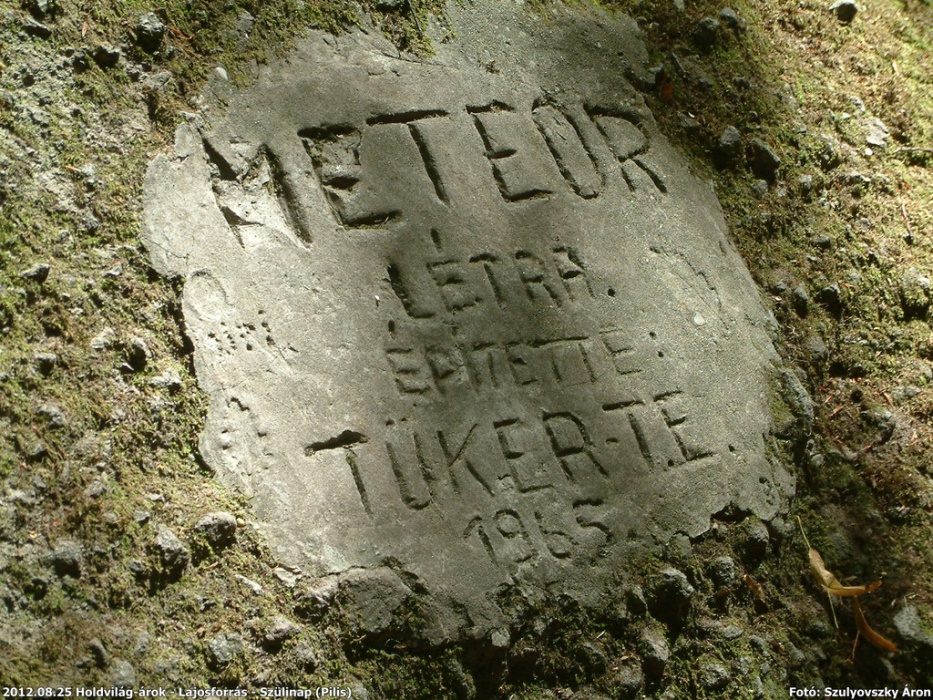 METEOR
LÉTRA.
ÉPÍTETTE:
TÜKER-T.E.
1965.
2012.08.25 Holdvilág-árok - Lajosforrás - Szülinap (Pilis)
Fotó: Szulyovszky Áron